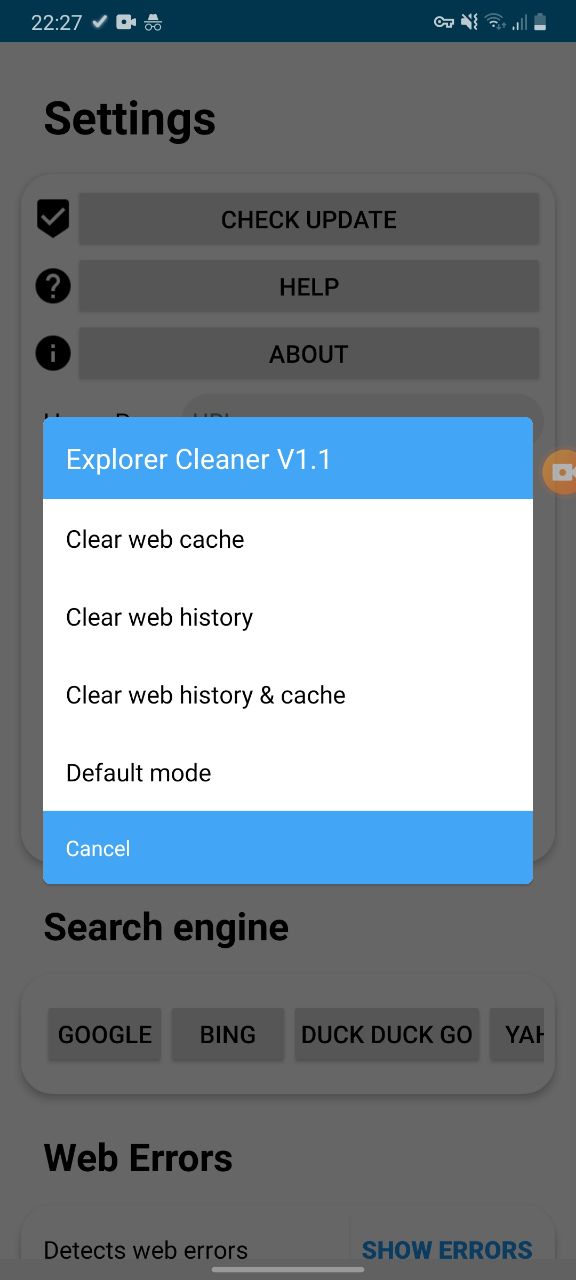 22:27
Settings
CHECK UPDATE
HELP
ABOUT
Explorer Cleaner V1.1
Clear web cache
Clear web history
Clear web history & cache
Default mode
Cancel
Search engine
GOOGLE BING DUCK DUCK GO YAH
Web Errors
Detects web errors SHOW ERRORS